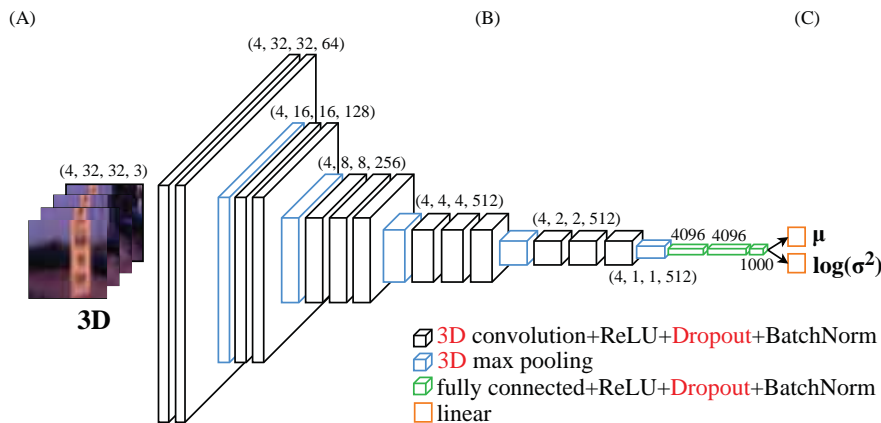 (A)
(B)
(C)
(4, 32, 32, 64)
(4, 16, 16, 128)
(4, 32, 32, 3)
(4, 8, 8, 256)
(4, 4, 4, 512)
(4, 2, 2, 512)
4096 4096
1000
(4, 1, 1, 512)
μ
log(σ²)
3D
3D convolution+ReLU+Dropout+BatchNorm
3D max pooling
fully connected+ReLU+Dropout+BatchNorm
linear